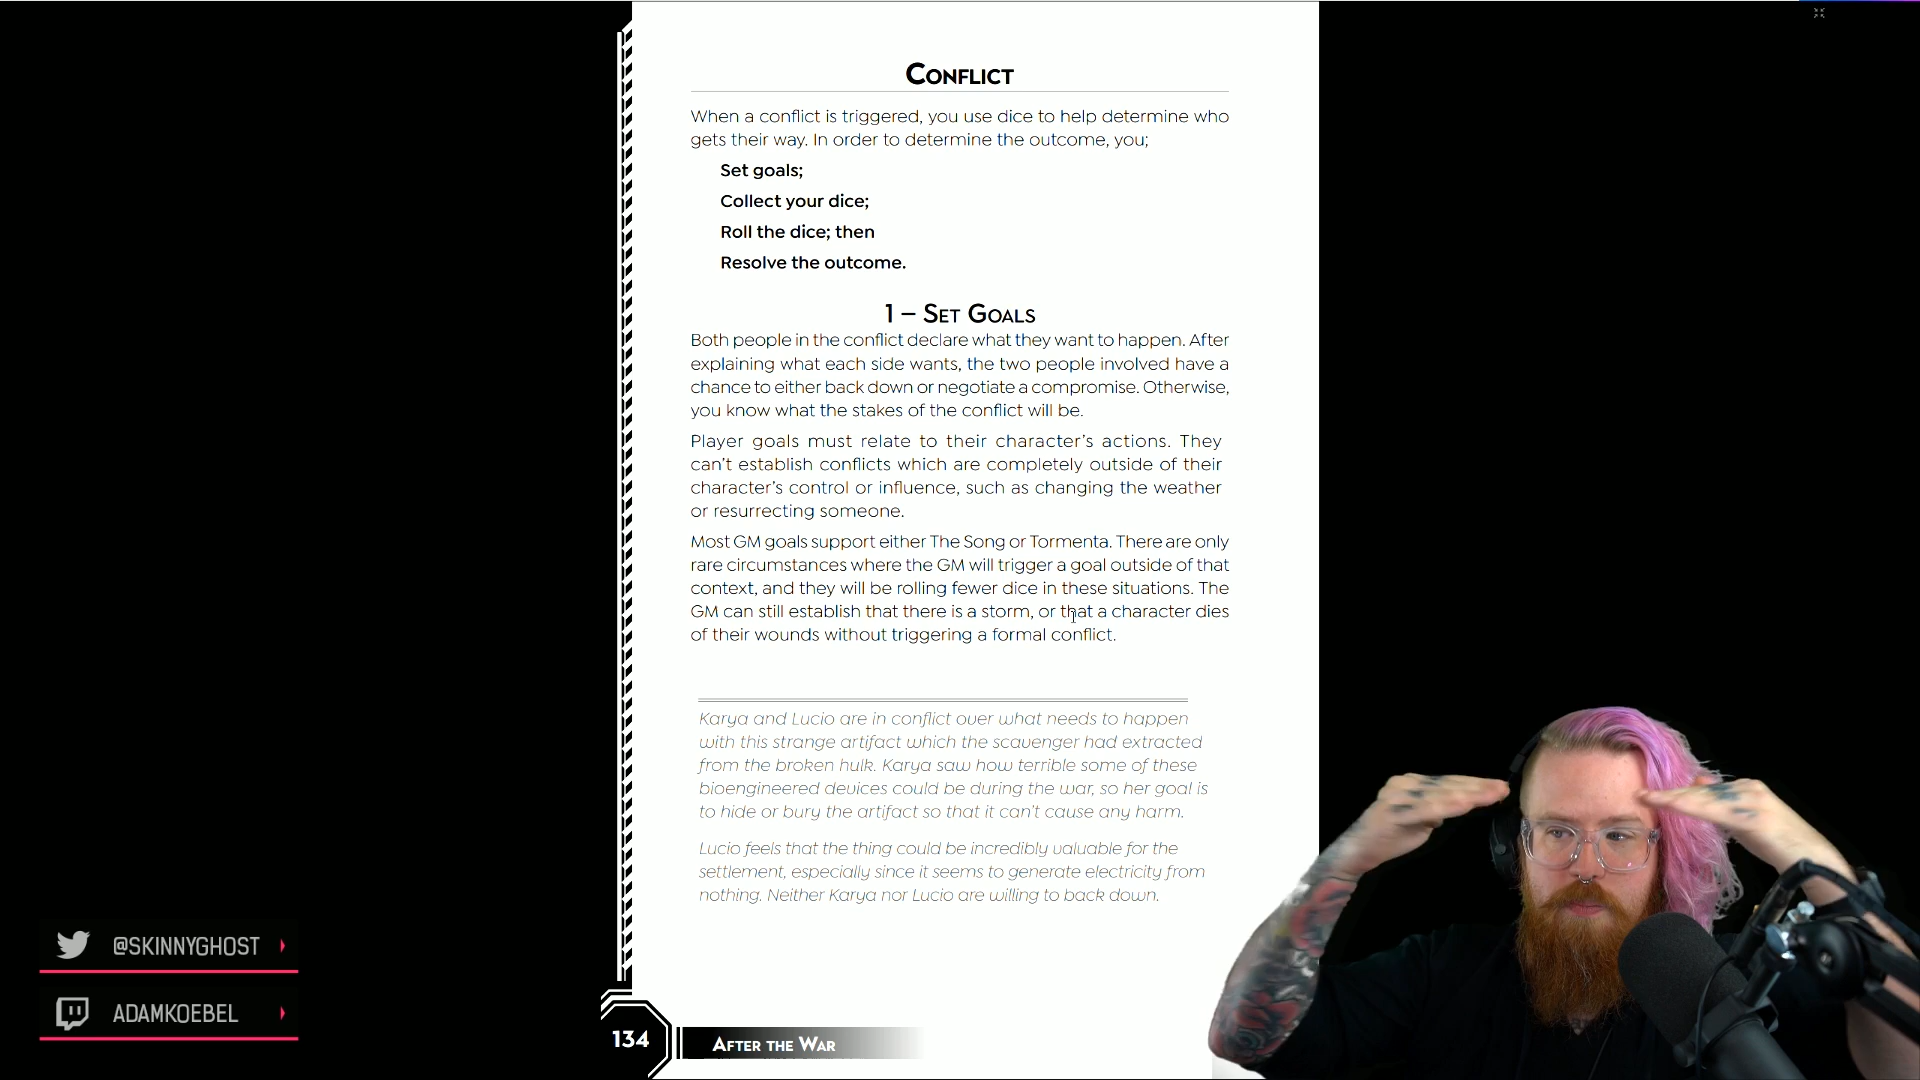 Conflict
When a conflict is triggered, you use dice to help determine who
gets their way. In order to determine the outcome, you;
Set goals;
Collect your dice;
Roll the dice; then
Resolve the outcome.
1 – Set Goals
Both people in the conflict declare what they want to happen. After
explaining what each side wants, the two people involved have a
chance to either back down or negotiate a compromise. Otherwise,
you know what the stakes of the conflict will be.
Player goals must relate to their character's actions. They
can't establish conflicts which are completely outside of their
character's control or influence, such as changing the weather
or resurrecting someone.
Most GM goals support either The Song or Tormenta. There are only
rare circumstances where the GM will trigger a goal outside of that
context, and they will be rolling fewer dice in these situations. The
GM can still establish that there is a storm, or that a character dies
of their wounds without triggering a formal conflict.
Karya and Lucio are in conflict over what needs to happen
with this strange artifact which the scavenger had extracted
from the broken hulk. Karya saw how terrible some of these
bioengineered devices could be during the war, so her goal is
to hide or bury the artifact so that it can't cause any harm.
Lucio feels that the thing could be incredibly valuable for the
settlement, especially since it seems to generate electricity from
nothing. Neither Karya nor Lucio are willing to back down.
@SKINNYGHOST
ADAMKOEBEL
134
After the War